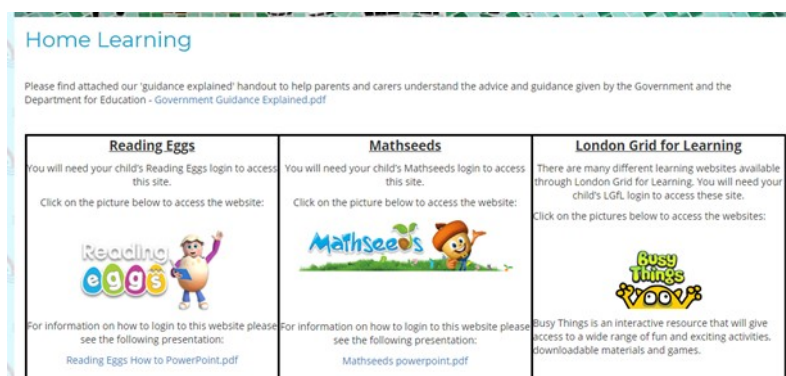 Home Learning
Please find attached our 'guidance explained' handout to help parents and carers understand the advice and guidance given by the Government and the
Department for Education - Government Guidance Explained.pdf
Reading Eggs
You will need your child's Reading Eggs login to access
this site.
Click on the picture below to access the website:
Reading
eggs
For information on how to login to this website please
see the following presentation:
Reading Eggs How to PowerPoint.pdf
Mathseeds
You will need your child's Mathseeds login to access
this site.
Click on the picture below to access the website:
Mathseeds
For information on how to login to this website please
see the following presentation:
Mathseeds powerpoint.pdf
London Grid for Learning
There are many different learning websites available
through London Grid for Learning. You will need your
child's LGfL login to access these site.
Click on the pictures below to access the websites:
Busy
Things
Busy Things is an interactive resource that will give
access to a wide range of fun and exciting activities,
downloadable materials and games.